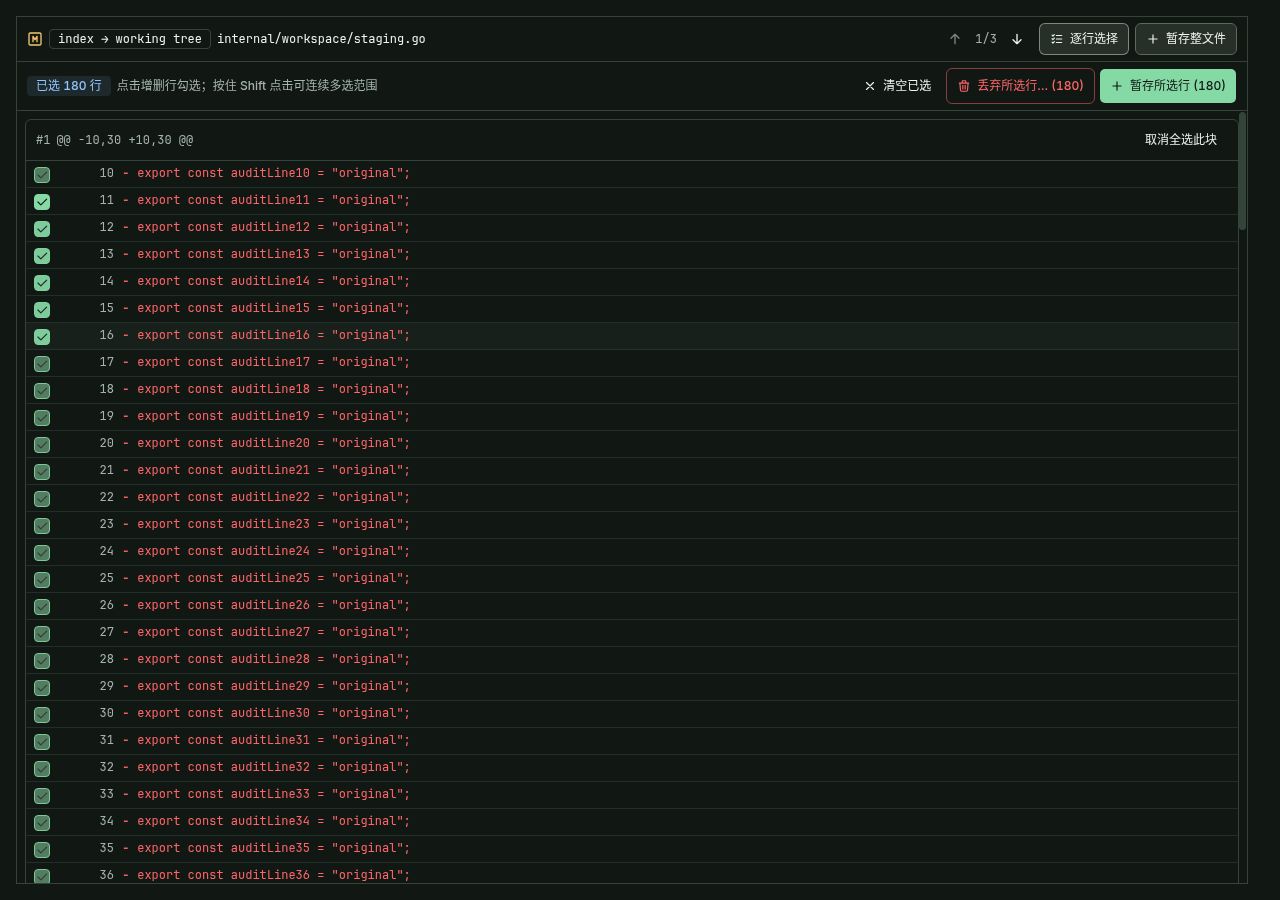 M index → working tree internal/workspace/staging.go 1/3 逐行选择 暂存整文件
已选 180 行 点击增删行勾选；按住 Shift 点击可连续多选范围 清空已选 丢弃所选行... (180) 暂存所选行 (180)
#1 @@ -10,30 +10,30 @@ 取消全选此块
10 - export const auditLine10 = "original";
11 - export const auditLine11 = "original";
12 - export const auditLine12 = "original";
13 - export const auditLine13 = "original";
14 - export const auditLine14 = "original";
15 - export const auditLine15 = "original";
16 - export const auditLine16 = "original";
17 - export const auditLine17 = "original";
18 - export const auditLine18 = "original";
19 - export const auditLine19 = "original";
20 - export const auditLine20 = "original";
21 - export const auditLine21 = "original";
22 - export const auditLine22 = "original";
23 - export const auditLine23 = "original";
24 - export const auditLine24 = "original";
25 - export const auditLine25 = "original";
26 - export const auditLine26 = "original";
27 - export const auditLine27 = "original";
28 - export const auditLine28 = "original";
29 - export const auditLine29 = "original";
30 - export const auditLine30 = "original";
31 - export const auditLine31 = "original";
32 - export const auditLine32 = "original";
33 - export const auditLine33 = "original";
34 - export const auditLine34 = "original";
35 - export const auditLine35 = "original";
36 - export const auditLine36 = "original";